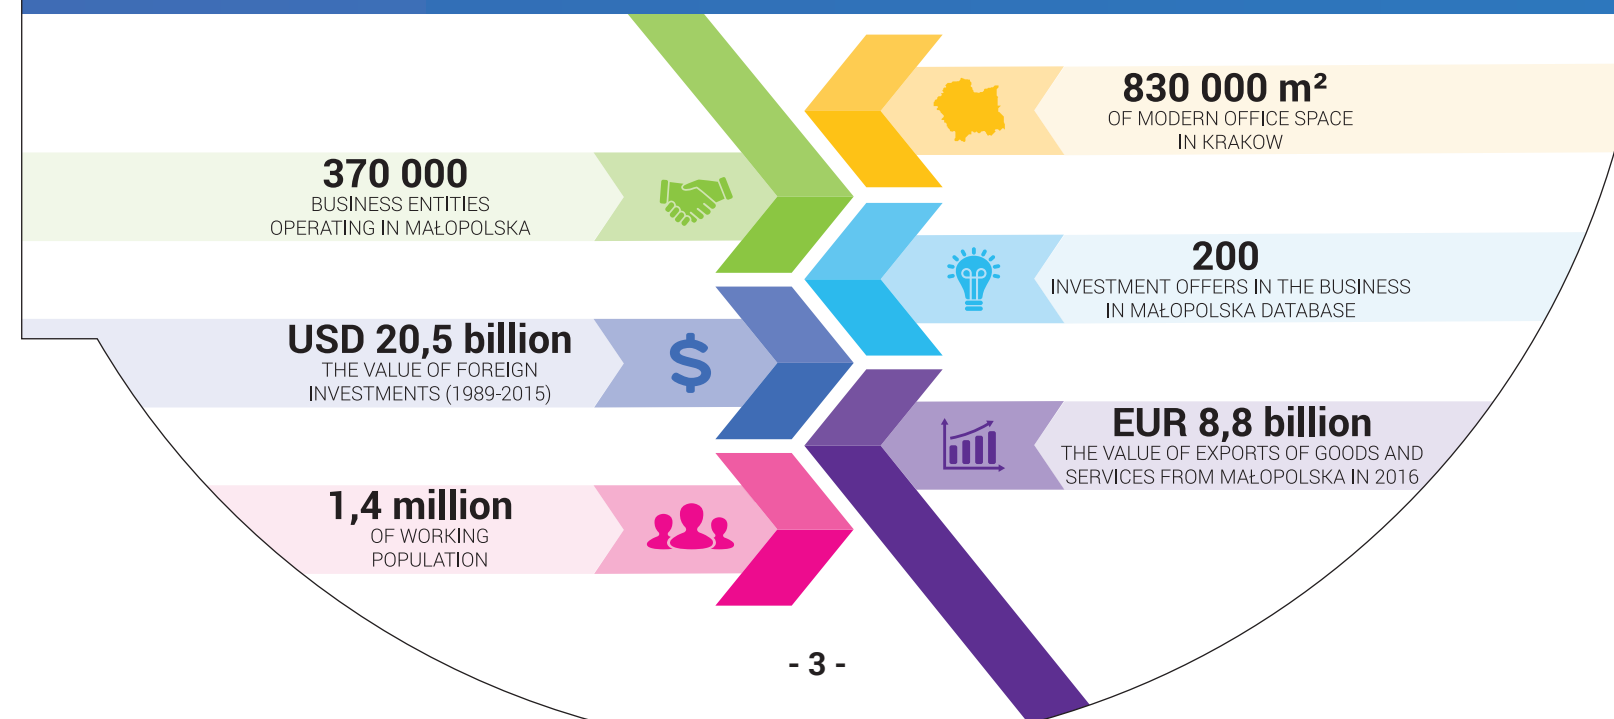 830 000 m²
OF MODERN OFFICE SPACE
IN KRAKOW
370 000
BUSINESS ENTITIES
OPERATING IN MAŁOPOLSKA
200
INVESTMENT OFFERS IN THE BUSINESS
IN MAŁOPOLSKA DATABASE
USD 20,5 billion
THE VALUE OF FOREIGN
INVESTMENTS (1989-2015)
$
EUR 8,8 billion
THE VALUE OF EXPORTS OF GOODS AND
SERVICES FROM MAŁOPOLSKA IN 2016
1,4 million
OF WORKING
POPULATION
- 3 -